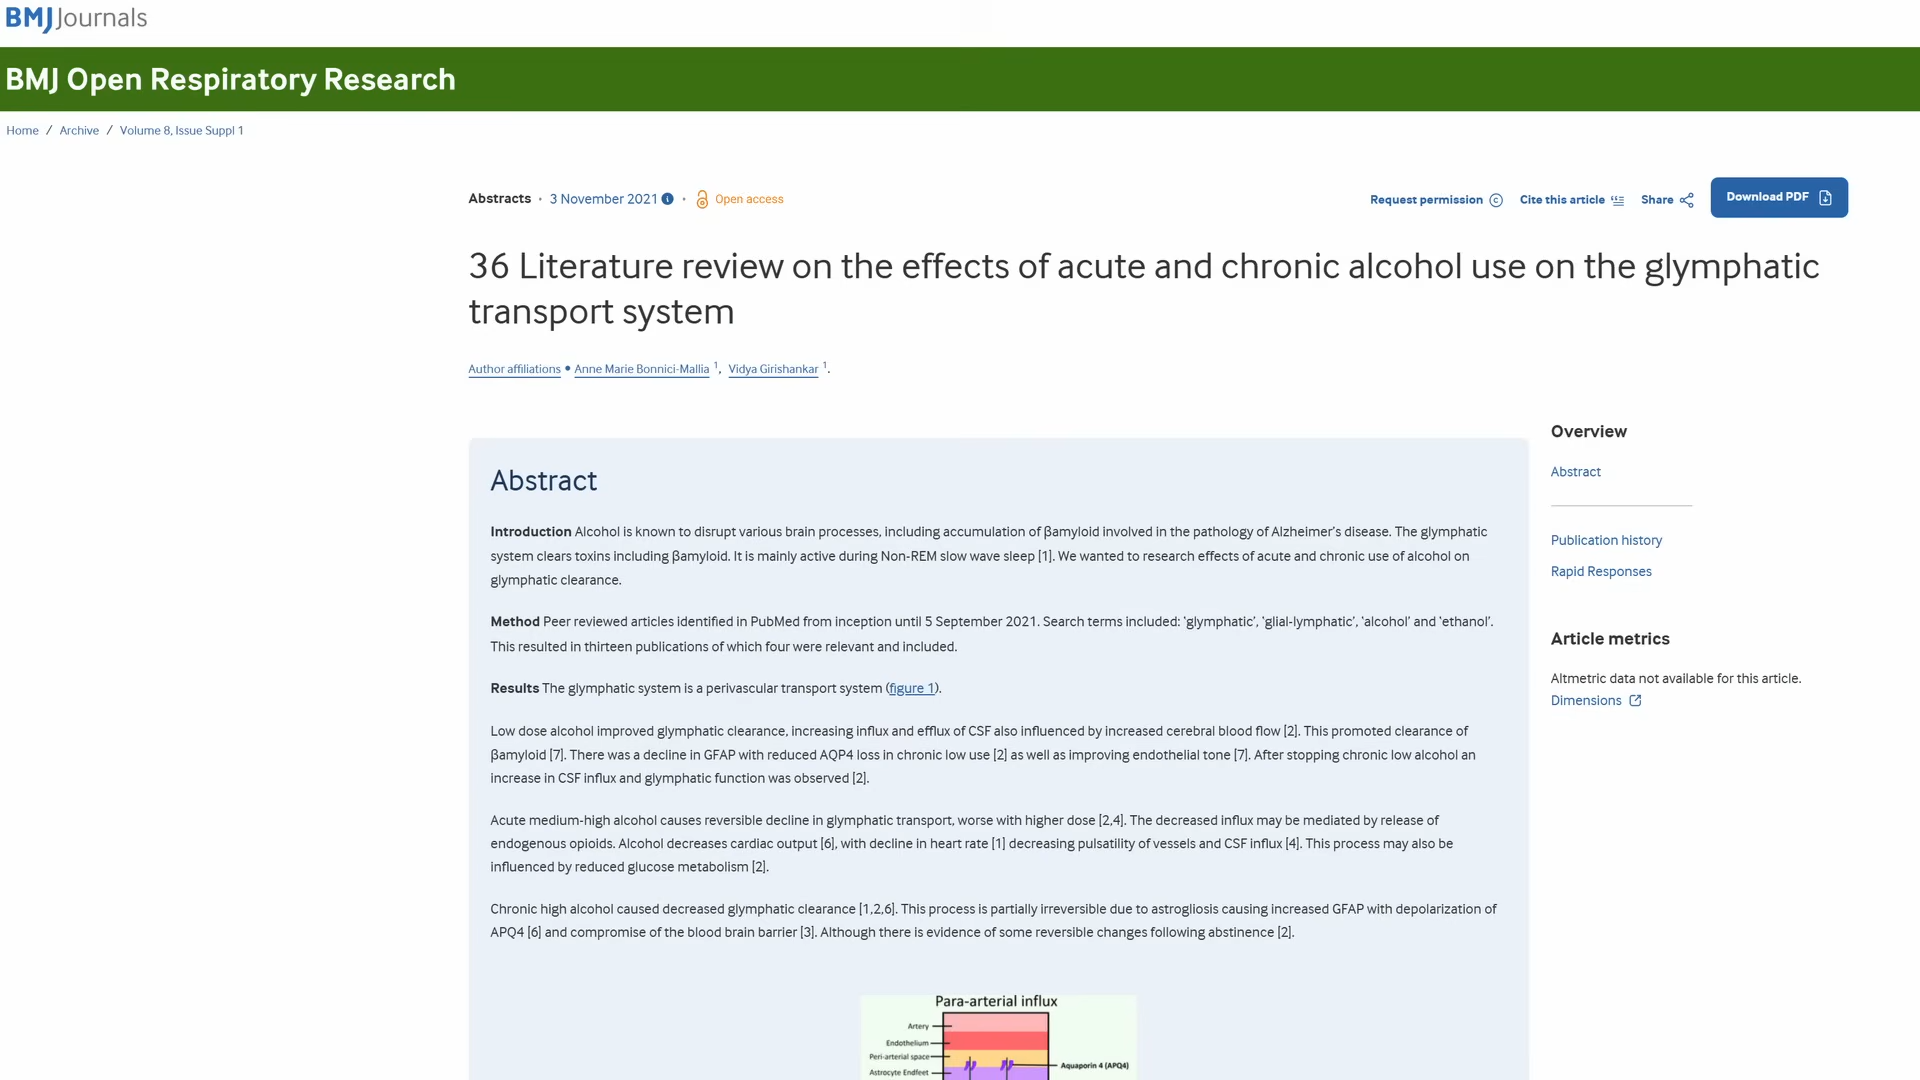 BMJ Journals
BMJ Open Respiratory Research
Home / Archive / Volume 8, Issue Suppl 1
Abstracts • 3 November 2021 • Open access
Request permission Cite this article Share Download PDF
36 Literature review on the effects of acute and chronic alcohol use on the glymphatic
transport system
Author affiliations • Anne Marie Bonnici-Mallia 1, Vidya Girishankar 1.
Abstract
Introduction Alcohol is known to disrupt various brain processes, including accumulation of βamyloid involved in the pathology of Alzheimer's disease. The glymphatic
system clears toxins including βamyloid. It is mainly active during Non-REM slow wave sleep [1]. We wanted to research effects of acute and chronic use of alcohol on
glymphatic clearance.
Method Peer reviewed articles identified in PubMed from inception until 5 September 2021. Search terms included: 'glymphatic', 'glial-lymphatic', 'alcohol' and 'ethanol'.
This resulted in thirteen publications of which four were relevant and included.
Results The glymphatic system is a perivascular transport system (figure 1).
Low dose alcohol improved glymphatic clearance, increasing influx and efflux of CSF also influenced by increased cerebral blood flow [2]. This promoted clearance of
βamyloid [7]. There was a decline in GFAP with reduced AQP4 loss in chronic low use [2] as well as improving endothelial tone [7]. After stopping chronic low alcohol an
increase in CSF influx and glymphatic function was observed [2].
Acute medium-high alcohol causes reversible decline in glymphatic transport, worse with higher dose [2,4]. The decreased influx may be mediated by release of
endogenous opioids. Alcohol decreases cardiac output [6], with decline in heart rate [1] decreasing pulsatility of vessels and CSF influx [4]. This process may also be
influenced by reduced glucose metabolism [2].
Chronic high alcohol caused decreased glymphatic clearance [1,2,6]. This process is partially irreversible due to astrogliosis causing increased GFAP with depolarization of
APQ4 [6] and compromise of the blood brain barrier [3]. Although there is evidence of some reversible changes following abstinence [2].
Para-arterial influx
Artery
Endothelium
Peri-arterial space
Aquaporin 4 (APQ4)
Astrocyte Endfeet
Overview
Abstract
Publication history
Rapid Responses
Article metrics
Altmetric data not available for this article.
Dimensions